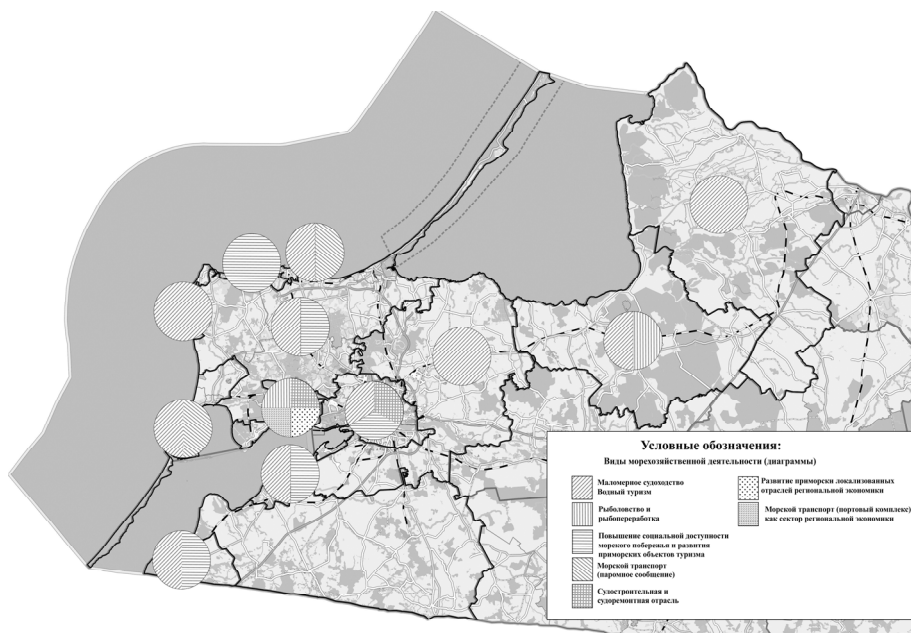 Условные обозначения:
Виды морехозяйственной деятельности (диаграммы)
Маломерное судоходство
Водный туризм
Рыболовство и
рыбопереработка
Повышение социальной доступности
морского побережья и развития
приморских объектов туризма
Морской транспорт
(паромное сообщение)
Судостроительная и
судоремонтная отрасль
Развитие приморски локализованных
отраслей региональной экономики
Морской транспорт (портовый комплекс)
как сектор региональной экономики